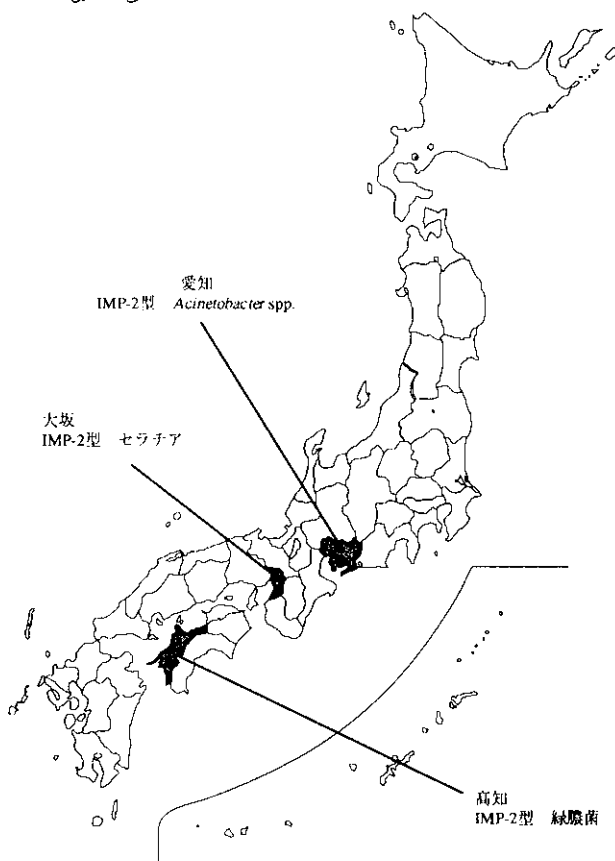 愛知
IMP-2型 Acinetobacter spp.
大坂
IMP-2型 セラチア
高知
IMP-2型 緑膿菌